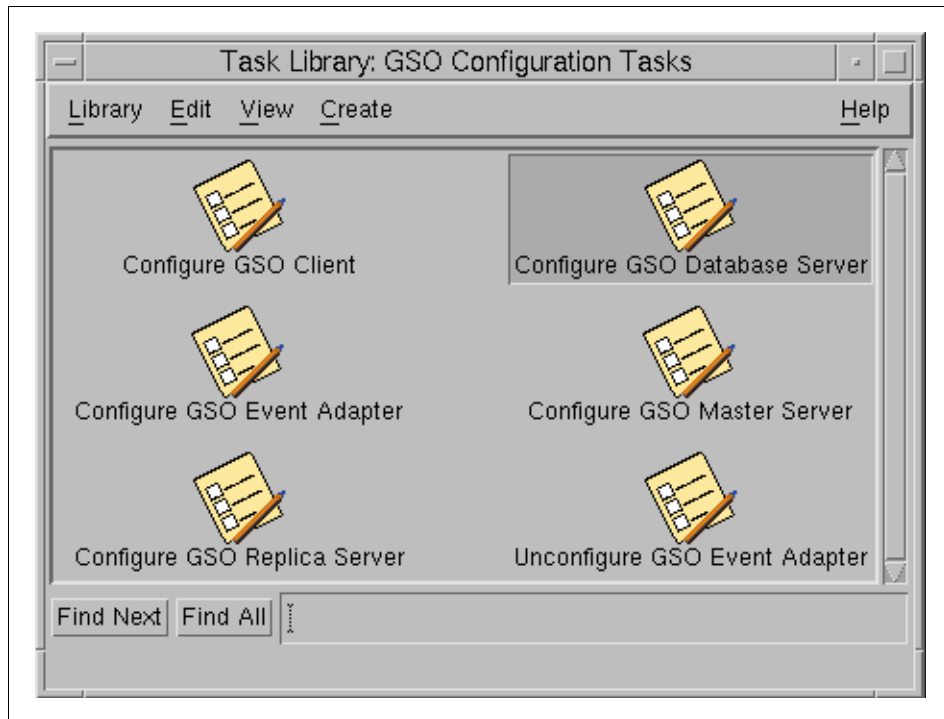 Task Library: GSO Configuration Tasks
Library Edit View Create Help
Configure GSO Client
Configure GSO Database Server
Configure GSO Event Adapter
Configure GSO Master Server
Configure GSO Replica Server
Unconfigure GSO Event Adapter
Find Next Find All